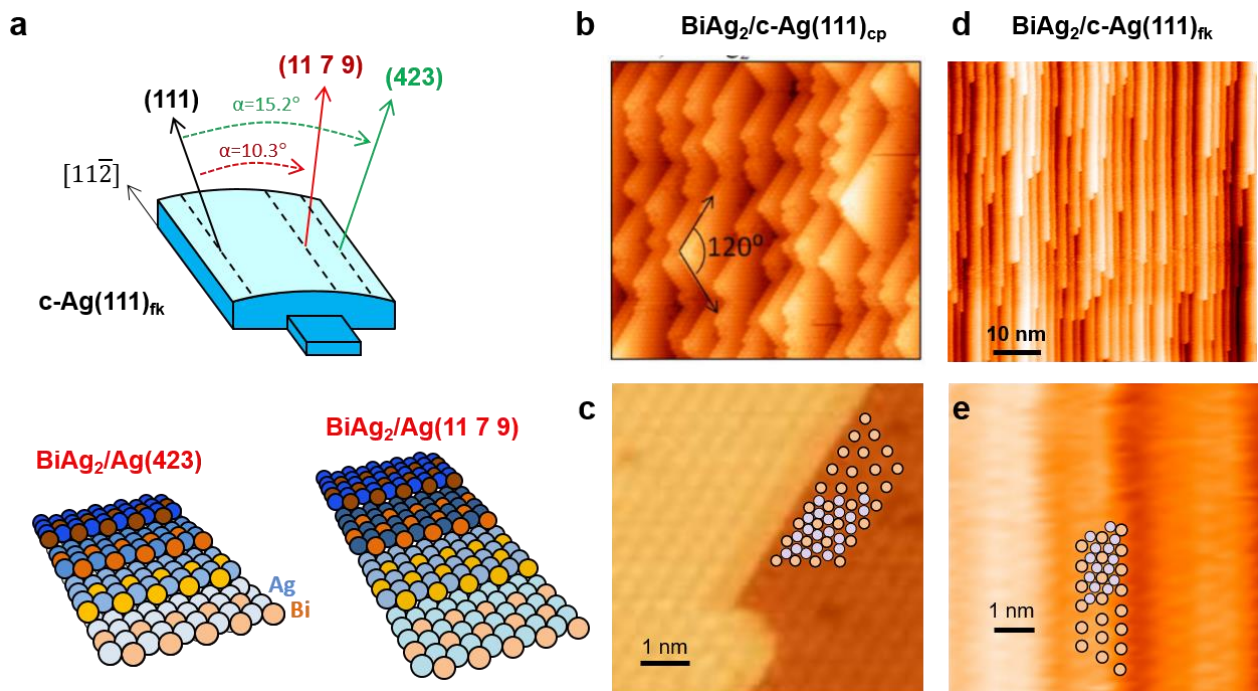 a
(111)
(11 7 9)
(423)
α=15.2°
α=10.3°
[112̅]
c-Ag(111)fk
BiAg2/Ag(423)
BiAg2/Ag(11 7 9)
Ag
Bi
b
BiAg2/c-Ag(111)cp
120⁰
c
1 nm
d
BiAg2/c-Ag(111)fk
10 nm
e
1 nm